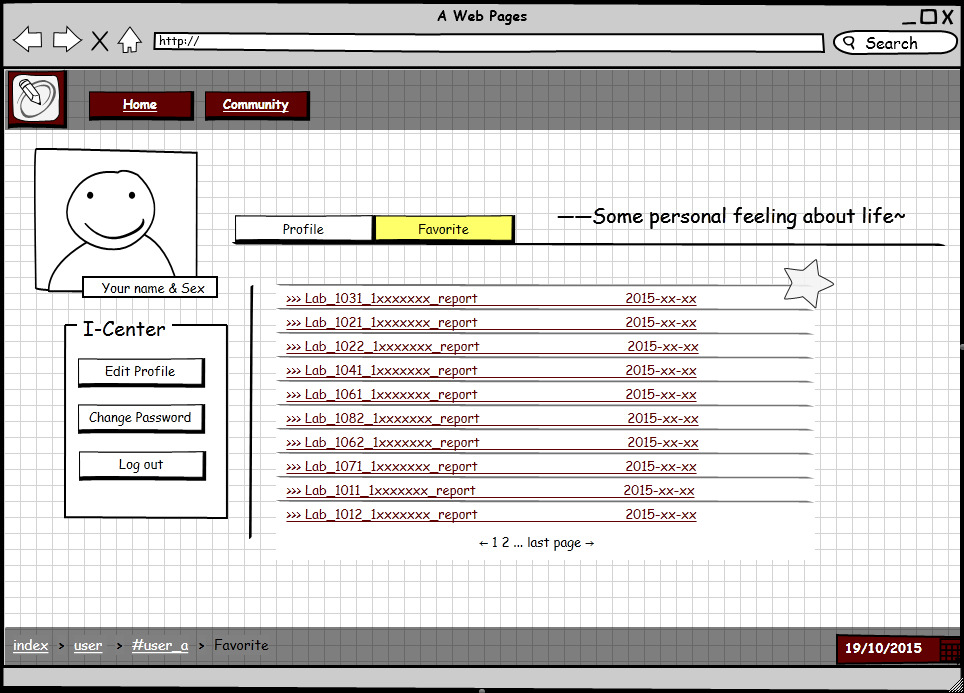 A Web Pages
http://
Search
Home
Community
Profile
Favorite
——Some personal feeling about life~
Your name & Sex
I-Center
Edit Profile
Change Password
Log out
>>> Lab_1031_1xxxxxxx_report 2015-xx-xx
>>> Lab_1021_1xxxxxxx_report 2015-xx-xx
>>> Lab_1022_1xxxxxxx_report 2015-xx-xx
>>> Lab_1041_1xxxxxxx_report 2015-xx-xx
>>> Lab_1061_1xxxxxxx_report 2015-xx-xx
>>> Lab_1082_1xxxxxxx_report 2015-xx-xx
>>> Lab_1062_1xxxxxxx_report 2015-xx-xx
>>> Lab_1071_1xxxxxxx_report 2015-xx-xx
>>> Lab_1011_1xxxxxxx_report 2015-xx-xx
>>> Lab_1012_1xxxxxxx_report 2015-xx-xx
← 1 2 ... last page →
index > user > #user_a > Favorite
19/10/2015